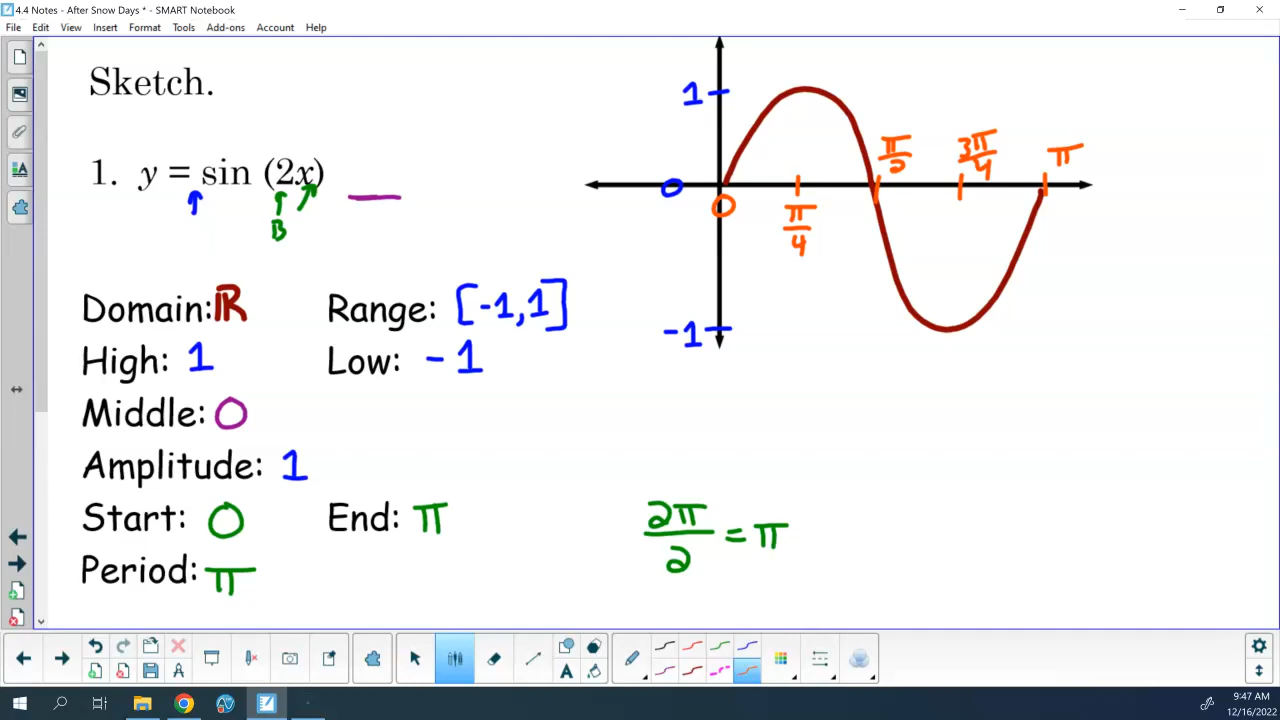 4.4 Notes - After Snow Days * - SMART Notebook
File Edit View Insert Format Tools Add-ons Account Help
Sketch.
1. y = sin (2x)
B
Domain: ℝ Range: [-1,1]
High: 1 Low: -1
Middle: 0
Amplitude: 1
Start: 0 End: π
Period: π
2π/2 = π
1
0
-1
0
π/4
π/2
3π/4
π
A
9:47 AM
12/16/2022